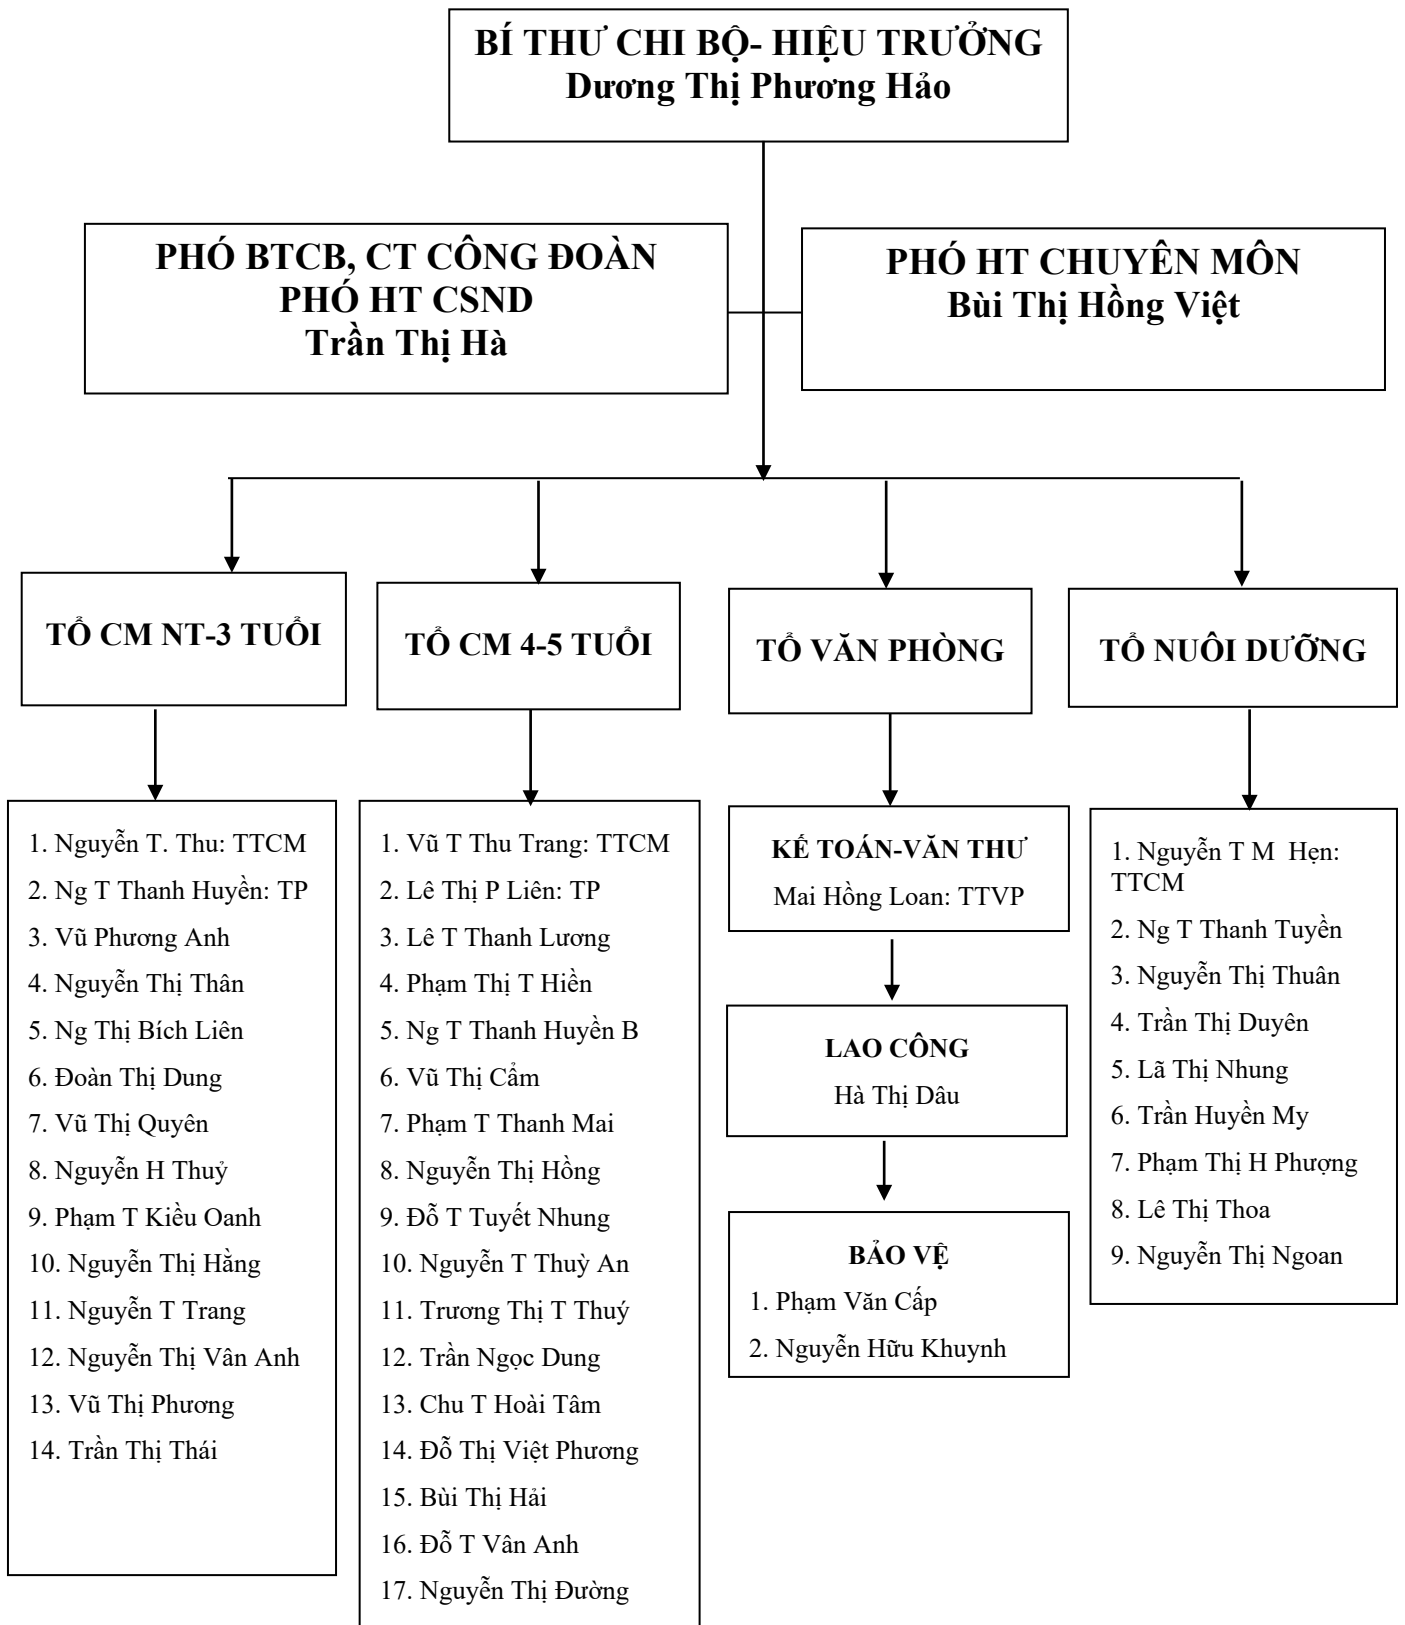 BÍ THƯ CHI BỘ- HIỆU TRƯỞNG
Dương Thị Phương Hảo
PHÓ BTCB, CT CÔNG ĐOÀN
PHÓ HT CSND
Trần Thị Hà
PHÓ HT CHUYÊN MÔN
Bùi Thị Hồng Việt
TỔ CM NT-3 TUỔI
TỔ CM 4-5 TUỔI
TỔ VĂN PHÒNG
TỔ NUÔI DƯỠNG
1. Nguyễn T. Thu: TTCM
2. Ng T Thanh Huyền: TP
3. Vũ Phương Anh
4. Nguyễn Thị Thân
5. Ng Thị Bích Liên
6. Đoàn Thị Dung
7. Vũ Thị Quyên
8. Nguyễn H Thuỷ
9. Phạm T Kiều Oanh
10. Nguyễn Thị Hằng
11. Nguyễn T Trang
12. Nguyễn Thị Vân Anh
13. Vũ Thị Phương
14. Trần Thị Thái
1. Vũ T Thu Trang: TTCM
2. Lê Thị P Liên: TP
3. Lê T Thanh Lương
4. Phạm Thị T Hiền
5. Ng T Thanh Huyền B
6. Vũ Thị Cẩm
7. Phạm T Thanh Mai
8. Nguyễn Thị Hồng
9. Đỗ T Tuyết Nhung
10. Nguyễn T Thuỳ An
11. Trương Thị T Thuý
12. Trần Ngọc Dung
13. Chu T Hoài Tâm
14. Đỗ Thị Việt Phương
15. Bùi Thị Hải
16. Đỗ T Vân Anh
17. Nguyễn Thị Đường
KẾ TOÁN-VĂN THƯ
Mai Hồng Loan: TTVP
LAO CÔNG
Hà Thị Dâu
BẢO VỆ
1. Phạm Văn Cấp
2. Nguyễn Hữu Khuynh
1. Nguyễn T M Hẹn:
TTCM
2. Ng T Thanh Tuyền
3. Nguyễn Thị Thuân
4. Trần Thị Duyên
5. Lã Thị Nhung
6. Trần Huyền My
7. Phạm Thị H Phượng
8. Lê Thị Thoa
9. Nguyễn Thị Ngoan